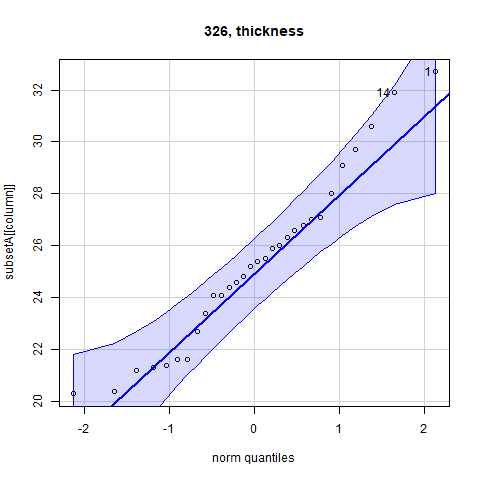 326, thickness
subsetA[[column]]
32
30
28
26
24
22
20
14
1
-2 -1 0 1 2
norm quantiles